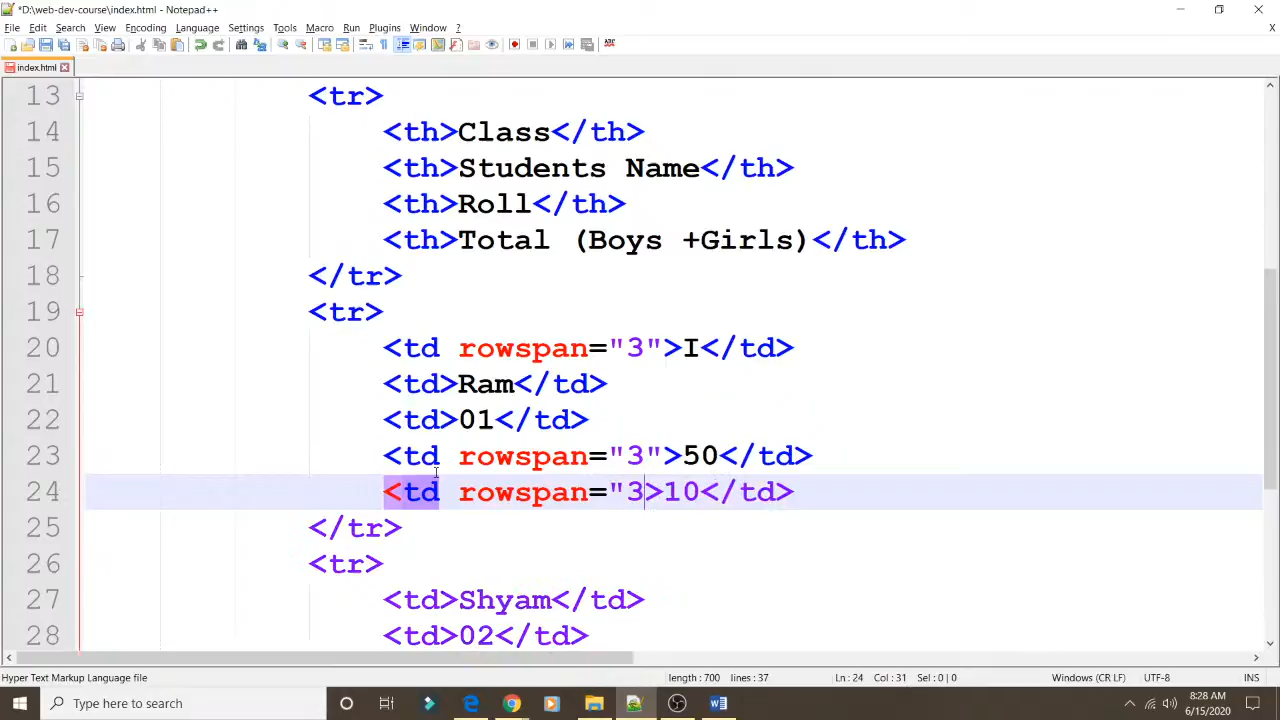 *D:\web-dev-course\index.html - Notepad++
File Edit Search View Encoding Language Settings Tools Macro Run Plugins Window ?
X
ABC
index.html
13 <tr>
14 <th>Class</th>
15 <th>Students Name</th>
16 <th>Roll</th>
17 <th>Total (Boys +Girls)</th>
18 </tr>
19 <tr>
20 <td rowspan="3">I</td>
21 <td>Ram</td>
22 <td>01</td>
23 <td rowspan="3">50</td>
24 <td rowspan="3>10</td>
25 </tr>
26 <tr>
27 <td>Shyam</td>
28 <td>02</td>
Hyper Text Markup Language file length : 700 lines : 37 Ln : 24 Col : 31 Sel : 0 | 0 Windows (CR LF) UTF-8 INS
Type here to search
8:28 AM
6/15/2020